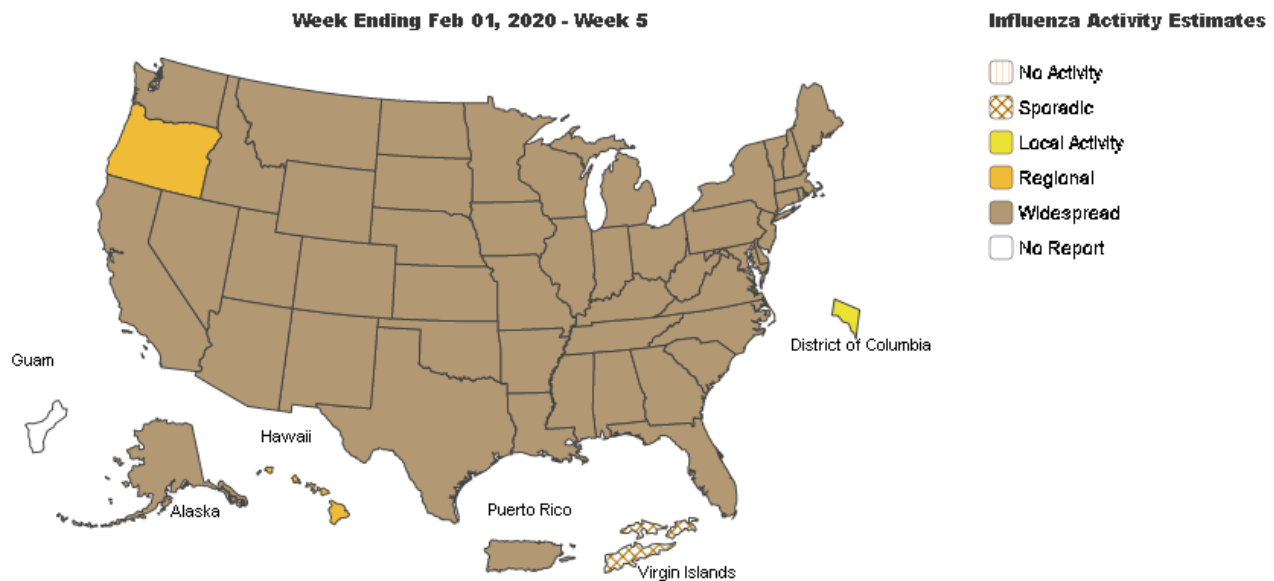 Week Ending Feb 01, 2020 - Week 5
Influenza Activity Estimates
No Activity
Sporadic
Local Activity
Regional
Widespread
No Report
District of Columbia
Guam
Hawaii
Alaska
Puerto Rico
Virgin Islands